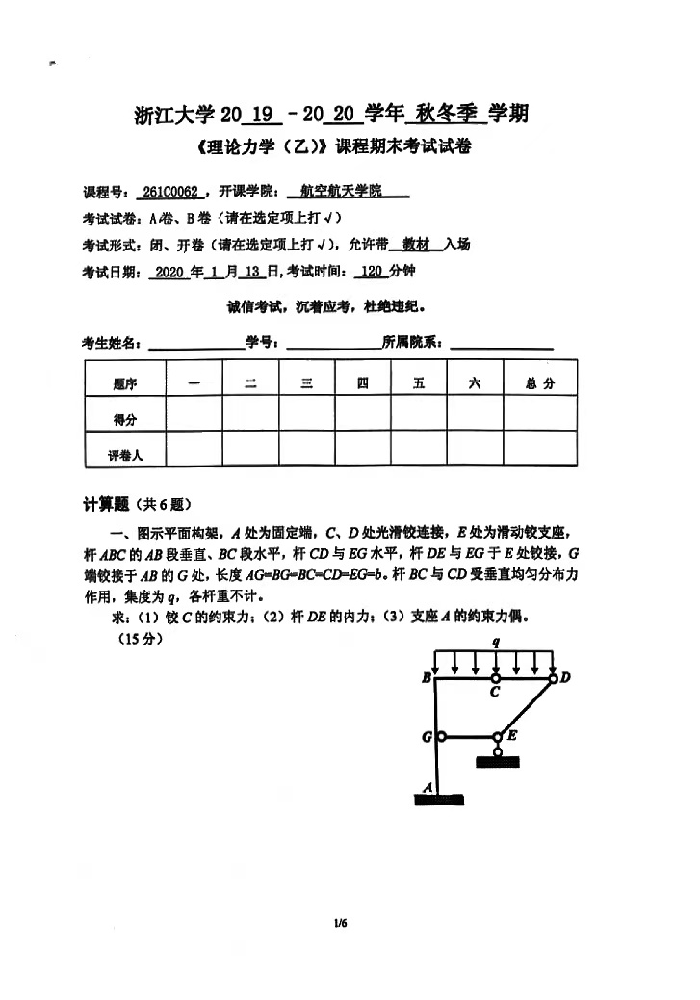 浙江大学 20 19 - 20 20 学年 秋冬季 学期
《理论力学（乙）》课程期末考试试卷
课程号： 261C0062 ，开课学院： 航空航天学院
考试试卷：A卷、B卷（请在选定项上打√）
考试形式：闭、开卷（请在选定项上打√），允许带 教材 入场
考试日期： 2020 年 1 月 13 日，考试时间： 120 分钟
诚信考试，沉着应考，杜绝违纪。
考生姓名： 学号： 所属院系：
题序 一 二 三 四 五 六 总 分
得分
评卷人
计算题（共 6 题）
一、图示平面构架，A 处为固定端，C、D 处光滑铰连接，E 处为滑动铰支座，
杆 ABC 的 AB 段垂直、BC 段水平，杆 CD 与 EG 水平，杆 DE 与 EG 于 E 处铰接，G
端铰接于 AB 的 G 处，长度 AG=BG=BC=CD=EG=b。杆 BC 与 CD 受垂直均匀分布力
作用，集度为 q，各杆重不计。
求：（1）铰 C 的约束力；（2）杆 DE 的内力；（3）支座 A 的约束力偶。
（15 分）
q
B C D
G E
A
1/6